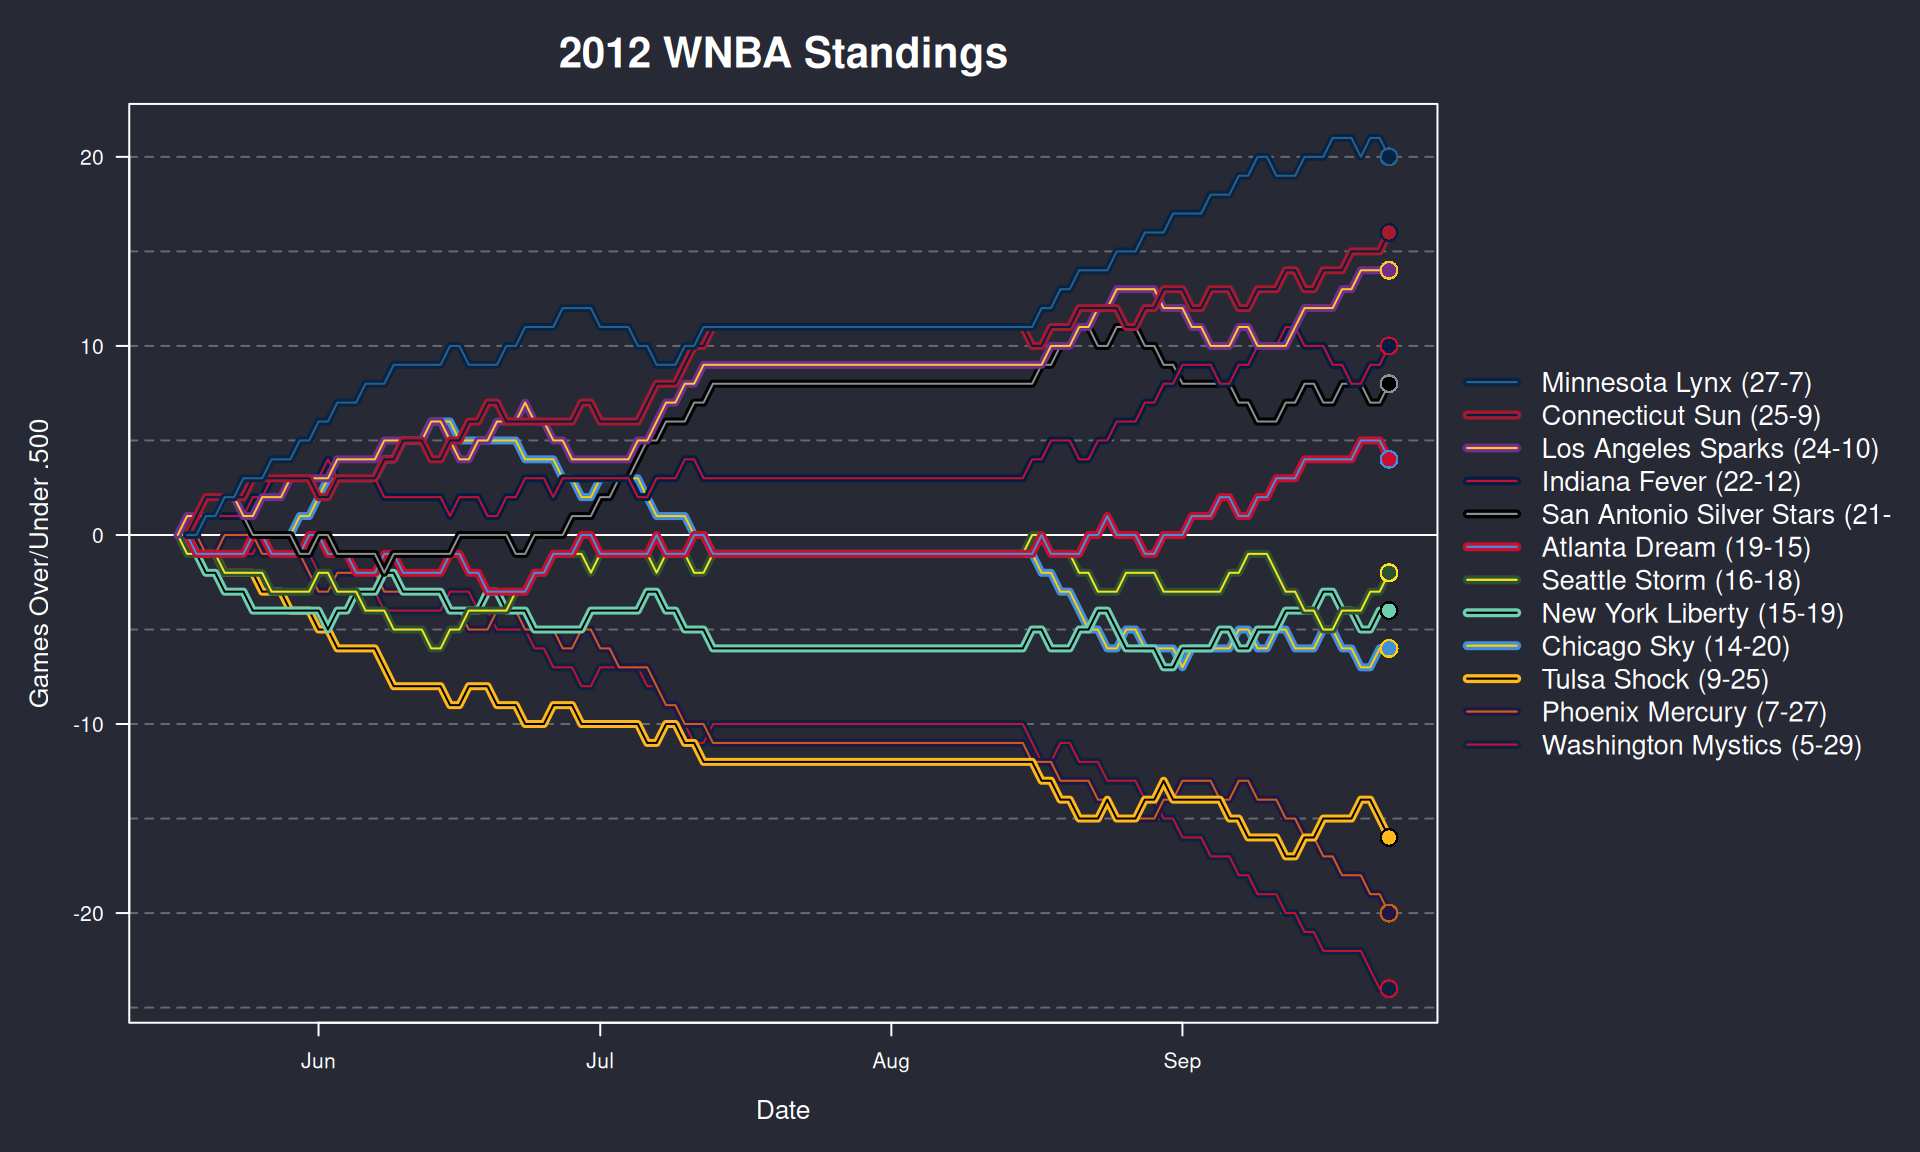 2012 WNBA Standings
Games Over/Under .500
20
10
0
-10
-20
Jun
Jul
Aug
Sep
Date
Minnesota Lynx (27-7)
Connecticut Sun (25-9)
Los Angeles Sparks (24-10)
Indiana Fever (22-12)
San Antonio Silver Stars (21-
Atlanta Dream (19-15)
Seattle Storm (16-18)
New York Liberty (15-19)
Chicago Sky (14-20)
Tulsa Shock (9-25)
Phoenix Mercury (7-27)
Washington Mystics (5-29)